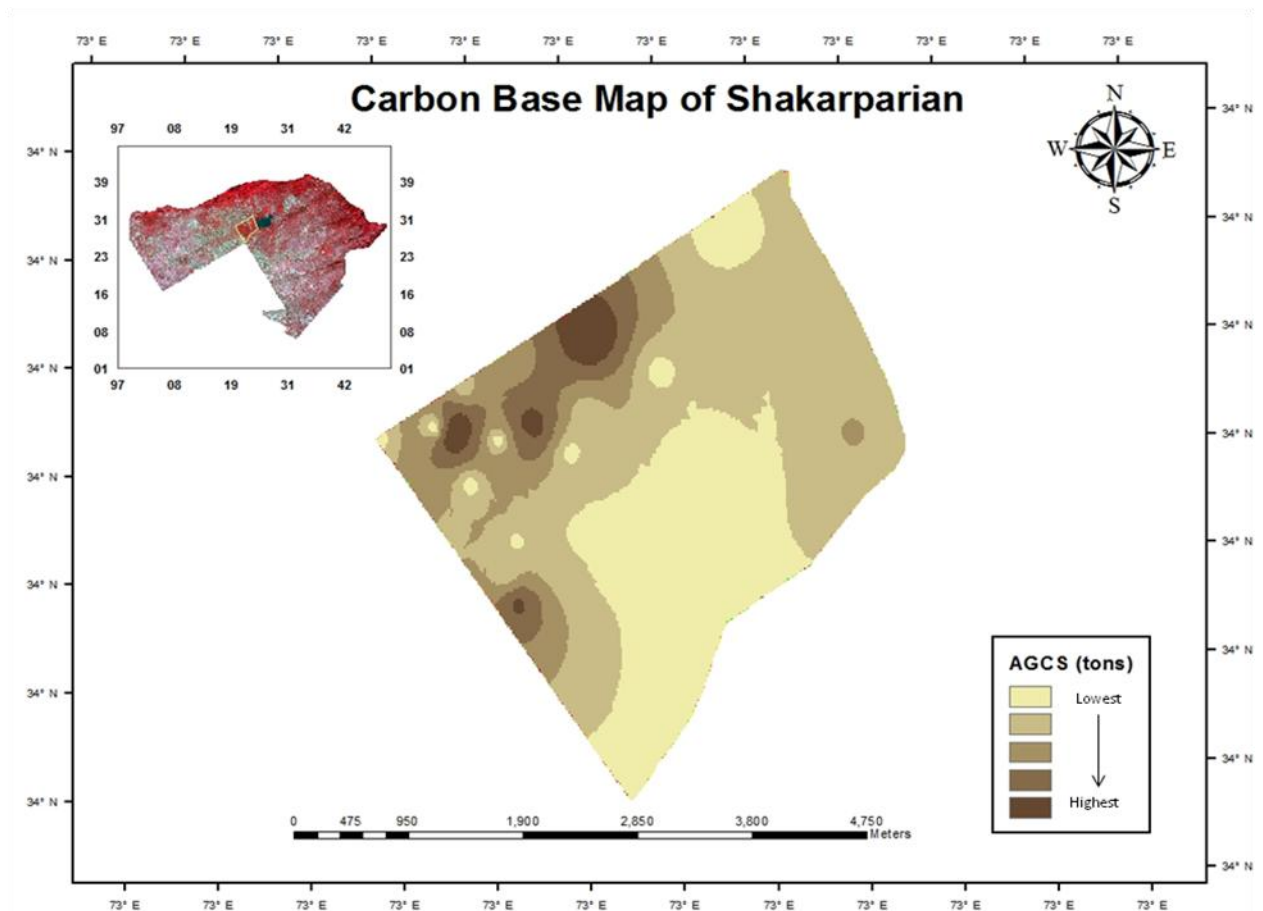 73° E 73° E 73° E 73° E 73° E 73° E 73° E 73° E 73° E 73° E 73° E 73° E
Carbon Base Map of Shakarparian
N
W E
S
97 08 19 31 42
39 39
31 31
23 23
16 16
08 08
01 01
97 08 19 31 42
34° N 34° N
34° N 34° N
34° N 34° N
34° N 34° N
34° N 34° N
34° N 34° N
34° N 34° N
34° N
AGCS (tons)
Lowest
Highest
0 475 950 1,900 2,850 3,800 4,750
Meters
73° E 73° E 73° E 73° E 73° E 73° E 73° E 73° E 73° E 73° E 73° E 73° E